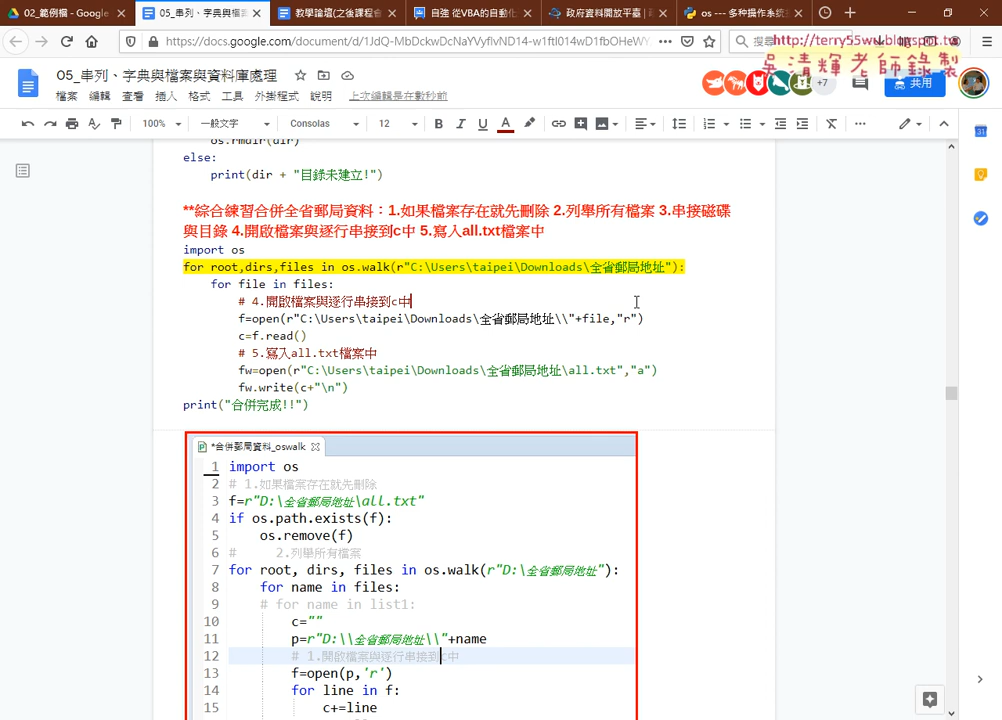 02_範例檔 - Google
05_串列、字典與檔案
教學論壇(之後課程會
自強 從VBA的自動化
政府資料開放平臺
os --- 多种操作系统
https://docs.google.com/document/d/1JdQ-MbDckwDcNaYVyfivND14-w1ftl014wD1fbOHeWY
http://terry55wu.blogspot.tw
吳清輝老師錄製
05_串列、字典與檔案與資料庫處理
檔案 編輯 查看 插入 格式 工具 外掛程式 說明 上次編輯是在數秒前
+7
共用
100% 一般文字 Consolas 12 B I U A
os.rmdir(dir)
else:
print(dir + "目錄未建立!")
**綜合練習合併全省郵局資料：1.如果檔案存在就先刪除 2.列舉所有檔案 3.串接磁碟
與目錄 4.開啟檔案與逐行串接到c中 5.寫入all.txt檔案中
import os
for root,dirs,files in os.walk(r"C:\Users\taipei\Downloads\全省郵局地址"):
for file in files:
# 4.開啟檔案與逐行串接到c中
f=open(r"C:\Users\taipei\Downloads\全省郵局地址\\"+file,"r")
c=f.read()
# 5.寫入all.txt檔案中
fw=open(r"C:\Users\taipei\Downloads\全省郵局地址\all.txt","a")
fw.write(c+"\n")
print("合併完成!!")
*合併郵局資料_oswalk
1 import os
2 # 1.如果檔案存在就先刪除
3 f=r"D:\全省郵局地址\all.txt"
4 if os.path.exists(f):
5 os.remove(f)
6 # 2.列舉所有檔案
7 for root, dirs, files in os.walk(r"D:\全省郵局地址"):
8 for name in files:
9 # for name in list1:
10 c=""
11 p=r"D:\\全省郵局地址\\"+name
12 # 1.開啟檔案與逐行串接到c中
13 f=open(p,'r')
14 for line in f:
15 c+=line